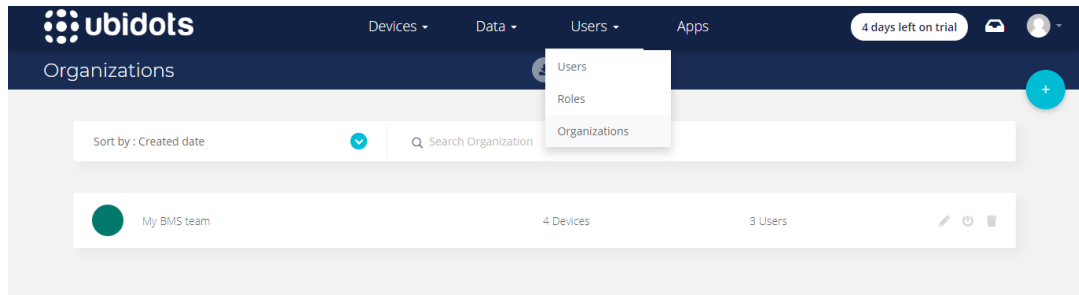 ubidots
Devices Data Users Apps 4 days left on trial
Organizations
Users
Roles
Organizations
+
Sort by : Created date Search Organization
My BMS team 4 Devices 3 Users